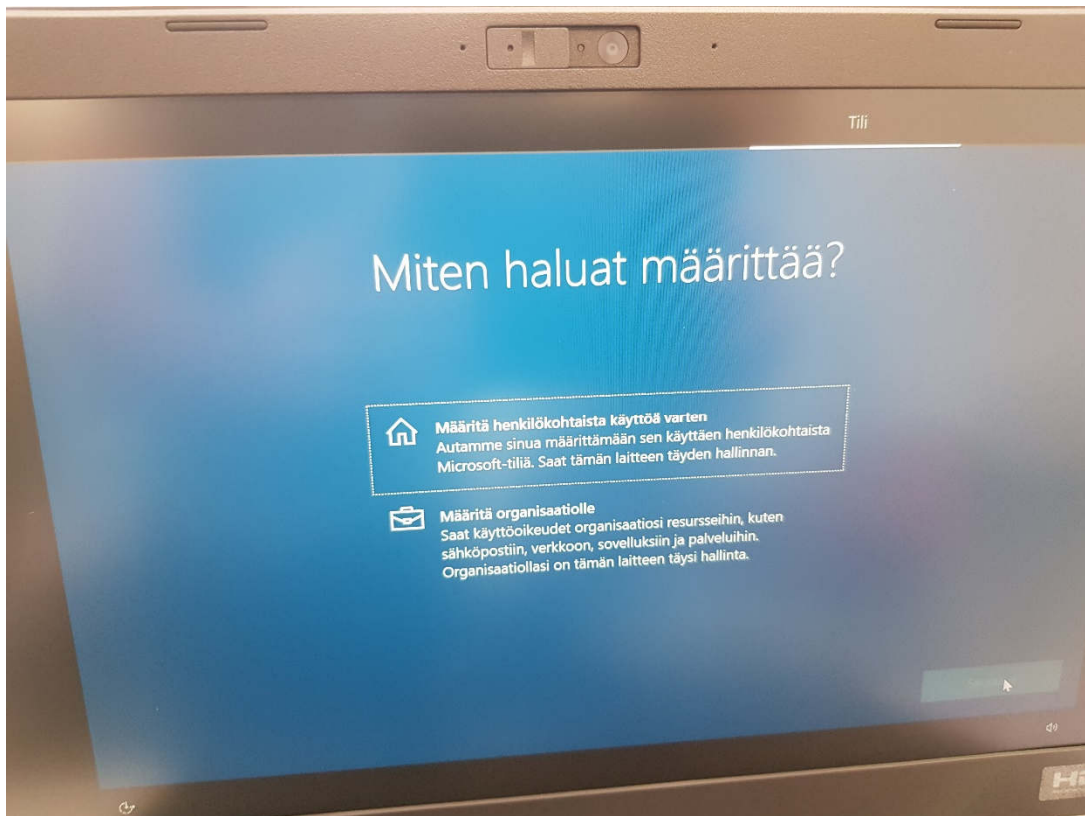 Tili
Miten haluat määrittää?
Määritä henkilökohtaista käyttöä varten
Autamme sinua määrittämään sen käyttäen henkilökohtaista
Microsoft-tiliä. Saat tämän laitteen täyden hallinnan.
Määritä organisaatiolle
Saat käyttöoikeudet organisaatiosi resursseihin, kuten
sähköpostiin, verkkoon, sovelluksiin ja palveluihin.
Organisaatiollasi on tämän laitteen täysi hallinta.